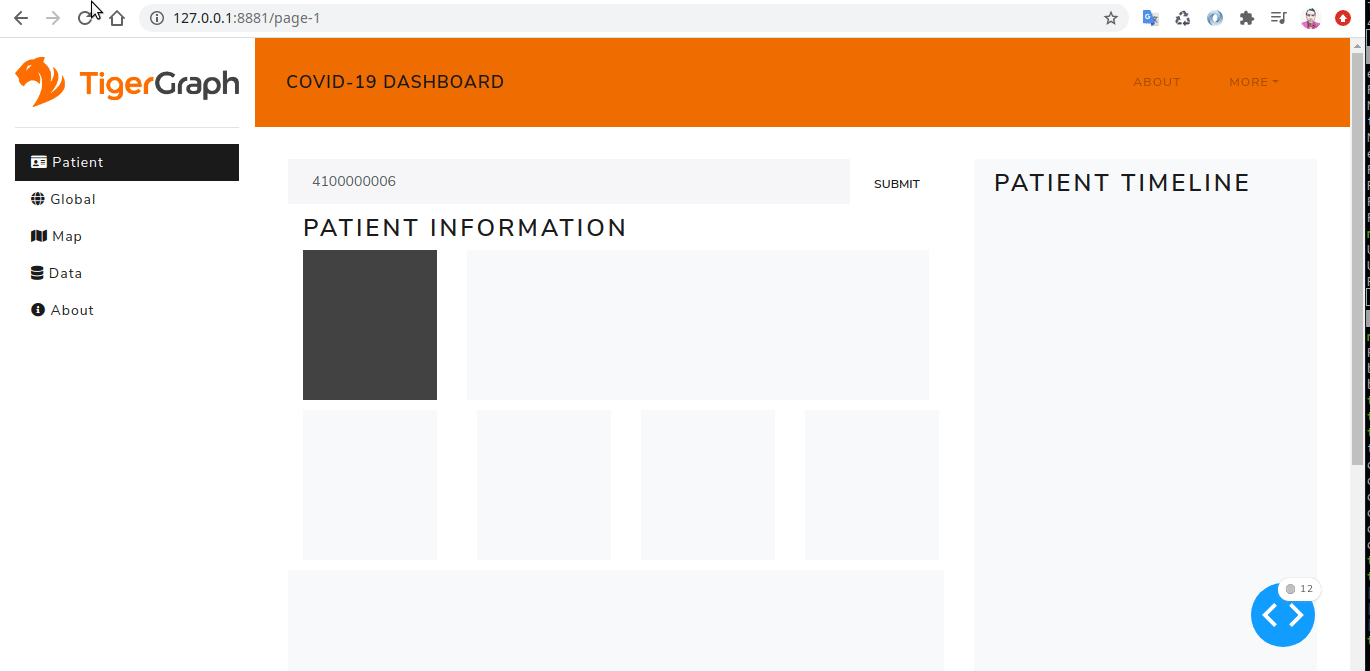 127.0.0.1:8881/page-1
TigerGraph
COVID-19 DASHBOARD
ABOUT
MORE
Patient
Global
Map
Data
About
4100000006
SUBMIT
PATIENT INFORMATION
PATIENT TIMELINE
12